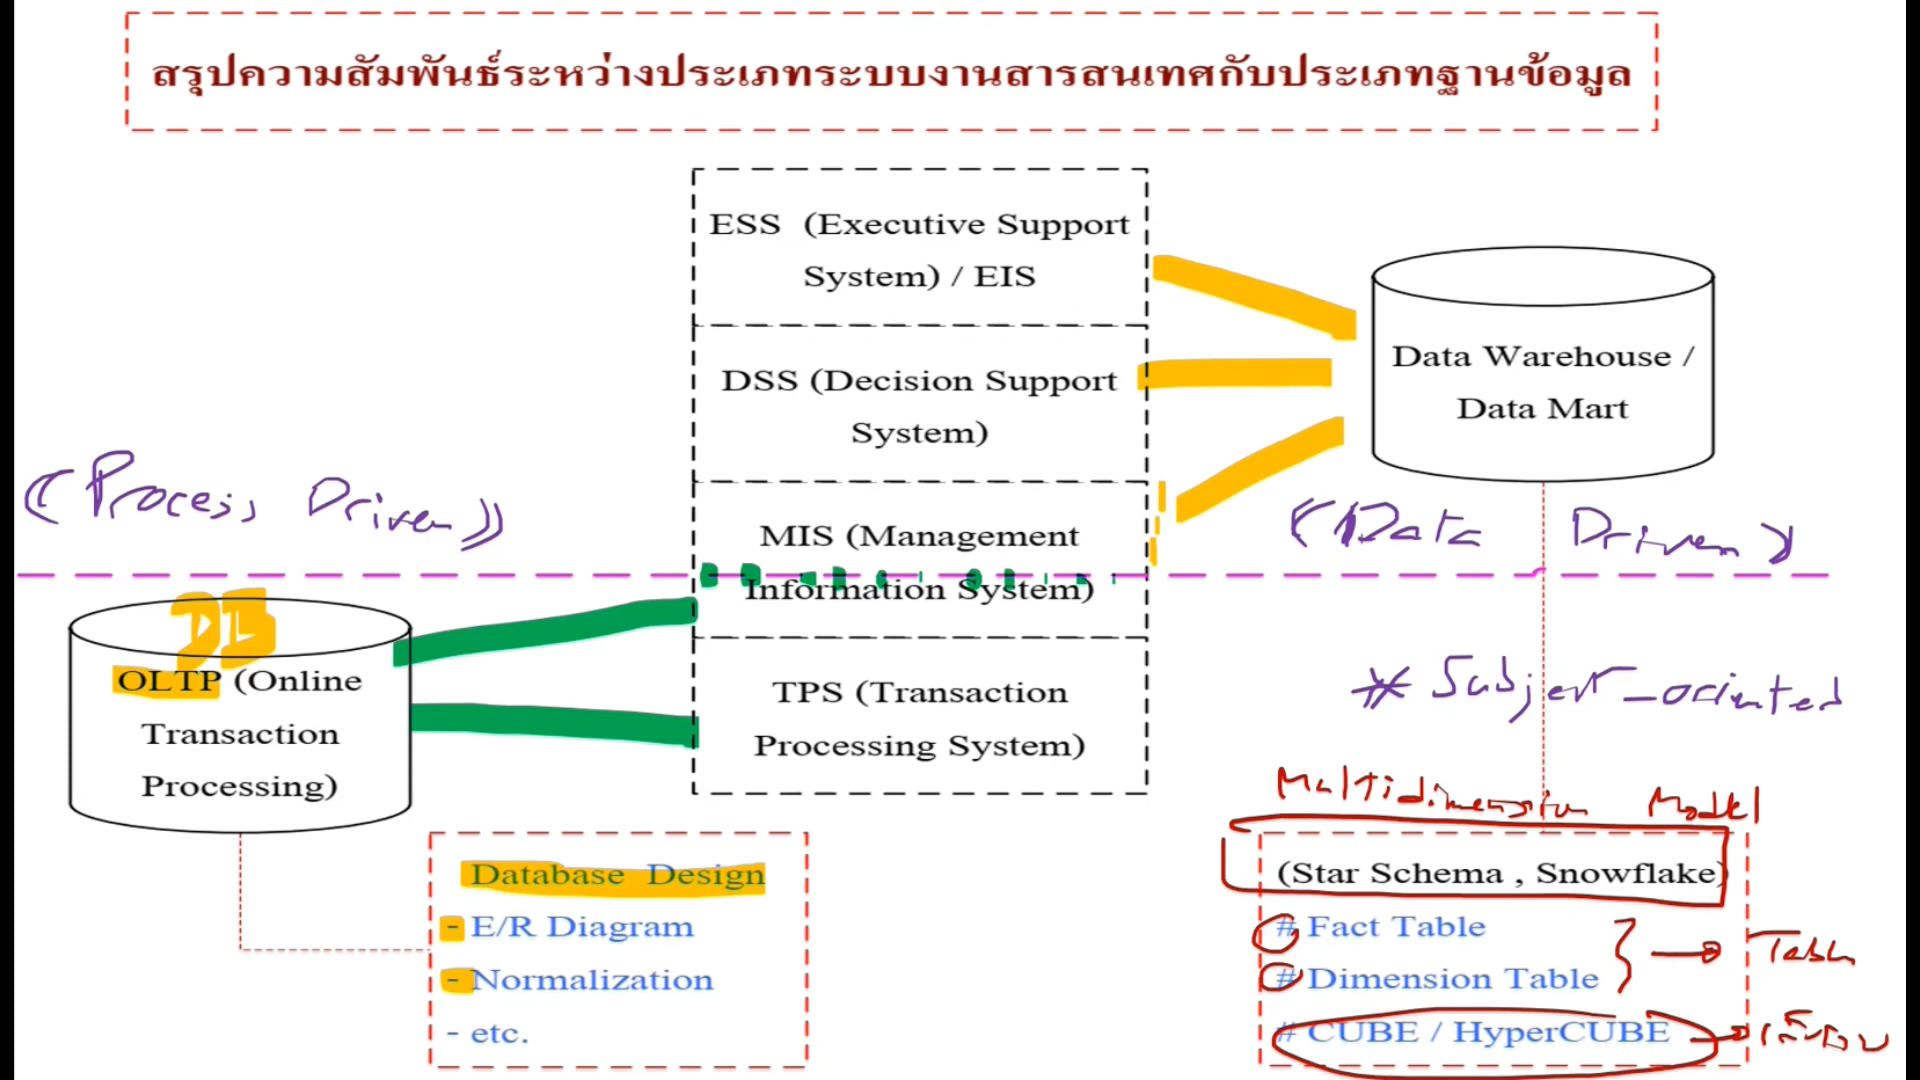 สรุปความสัมพันธ์ระหว่างประเภทระบบงานสารสนเทศกับประเภทฐานข้อมูล
ESS (Executive Support
System) / EIS
DSS (Decision Support
System)
MIS (Management
Information System)
TPS (Transaction
Processing System)
Data Warehouse /
Data Mart
(Process Driven)
(Data Driven)
DB
OLTP (Online
Transaction
Processing)
* Subject-oriented
Database Design
- E/R Diagram
- Normalization
- etc.
Multidimension Model
(Star Schema , Snowflake)
# Fact Table
# Dimension Table
Table
# CUBE / HyperCUBE